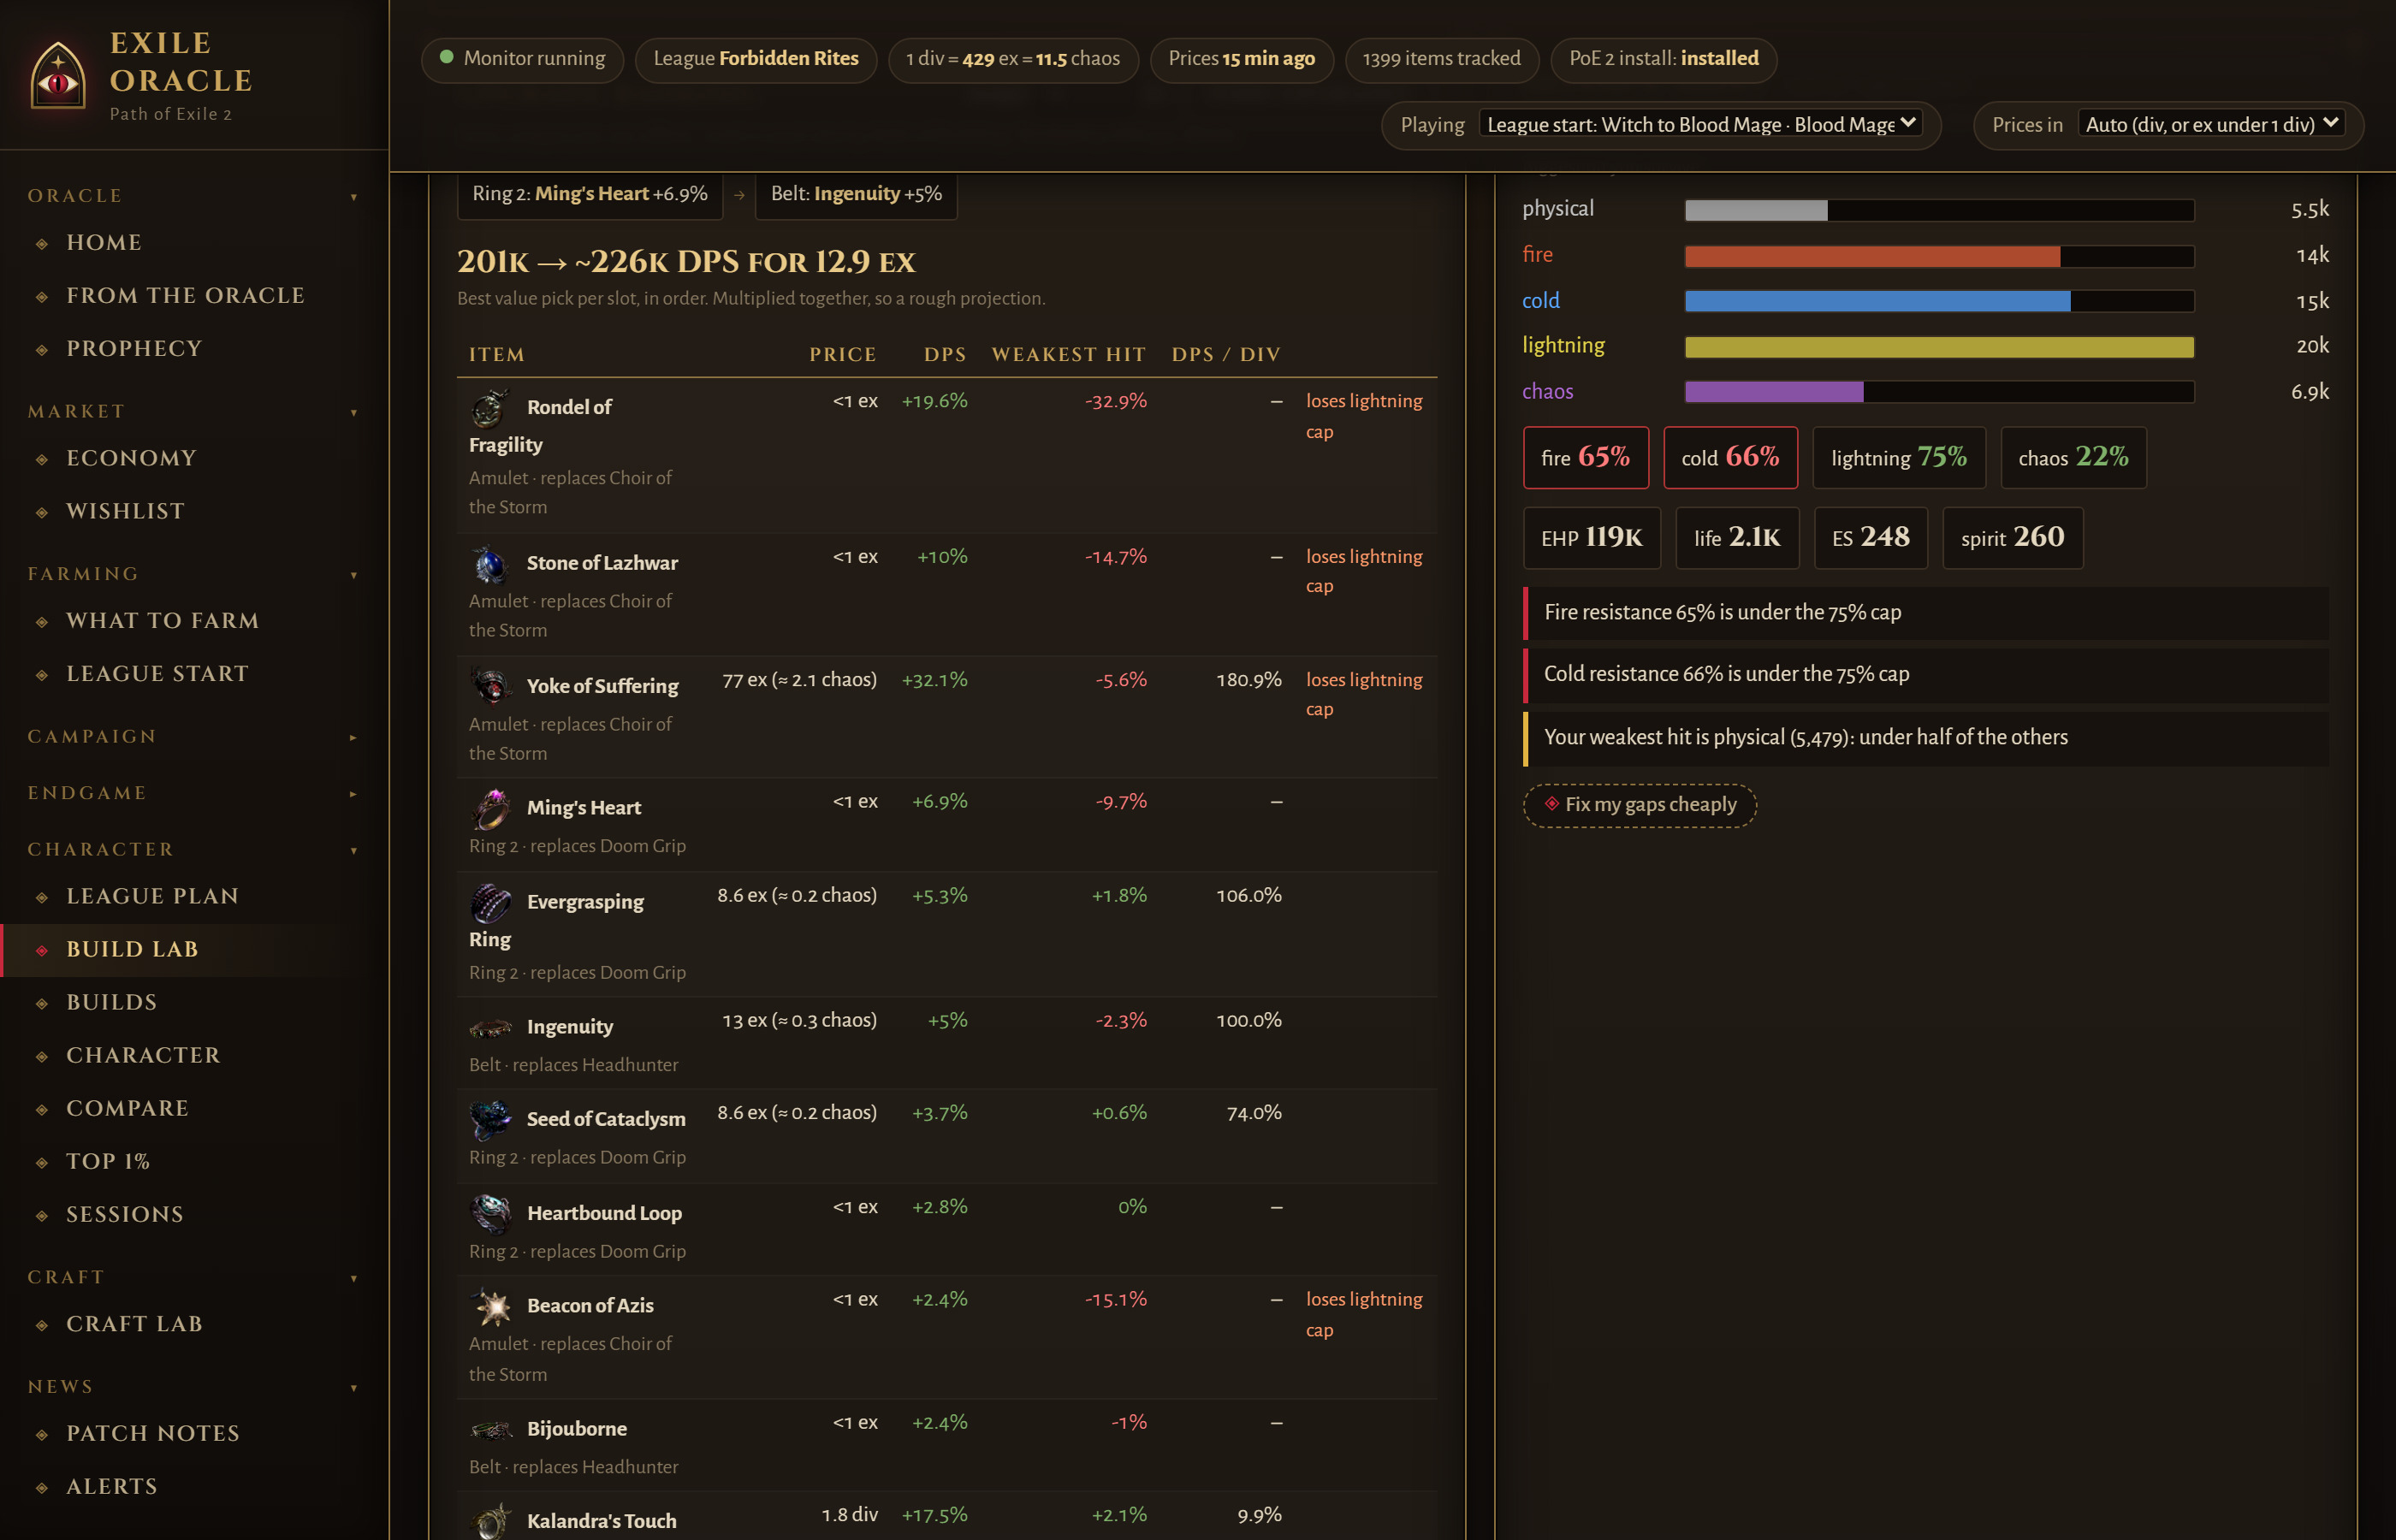 EXILE
ORACLE
Path of Exile 2
Monitor running
League Forbidden Rites
1 div = 429 ex = 11.5 chaos
Prices 15 min ago
1399 items tracked
PoE 2 install: installed
Playing
League start: Witch to Blood Mage · Blood Mage
Prices in
Auto (div, or ex under 1 div)
ORACLE
HOME
FROM THE ORACLE
PROPHECY
MARKET
ECONOMY
WISHLIST
FARMING
WHAT TO FARM
LEAGUE START
CAMPAIGN
ENDGAME
CHARACTER
LEAGUE PLAN
BUILD LAB
BUILDS
CHARACTER
COMPARE
TOP 1%
SESSIONS
CRAFT
CRAFT LAB
NEWS
PATCH NOTES
ALERTS
Ring 2: Ming's Heart +6.9% → Belt: Ingenuity +5%
201K → ~226K DPS FOR 12.9 EX
Best value pick per slot, in order. Multiplied together, so a rough projection.
ITEM PRICE DPS WEAKEST HIT DPS / DIV
Rondel of <1 ex +19.6% -32.9% – loses lightning
Fragility cap
Amulet · replaces Choir of
the Storm
Stone of Lazhwar <1 ex +10% -14.7% – loses lightning
Amulet · replaces Choir of cap
the Storm
Yoke of Suffering 77 ex (≈ 2.1 chaos) +32.1% -5.6% 180.9% loses lightning
Amulet · replaces Choir of cap
the Storm
Ming's Heart <1 ex +6.9% -9.7% –
Ring 2 · replaces Doom Grip
Evergrasping 8.6 ex (≈ 0.2 chaos) +5.3% +1.8% 106.0%
Ring
Ring 2 · replaces Doom Grip
Ingenuity 13 ex (≈ 0.3 chaos) +5% -2.3% 100.0%
Belt · replaces Headhunter
Seed of Cataclysm 8.6 ex (≈ 0.2 chaos) +3.7% +0.6% 74.0%
Ring 2 · replaces Doom Grip
Heartbound Loop <1 ex +2.8% 0% –
Ring 2 · replaces Doom Grip
Beacon of Azis <1 ex +2.4% -15.1% – loses lightning
Amulet · replaces Choir of cap
the Storm
Bijouborne <1 ex +2.4% -1% –
Belt · replaces Headhunter
Kalandra's Touch 1.8 div +17.5% +2.1% 9.9%
physical 5.5k
fire 14k
cold 15k
lightning 20k
chaos 6.9k
fire 65% cold 66% lightning 75% chaos 22%
EHP 119K life 2.1K ES 248 spirit 260
Fire resistance 65% is under the 75% cap
Cold resistance 66% is under the 75% cap
Your weakest hit is physical (5,479): under half of the others
Fix my gaps cheaply